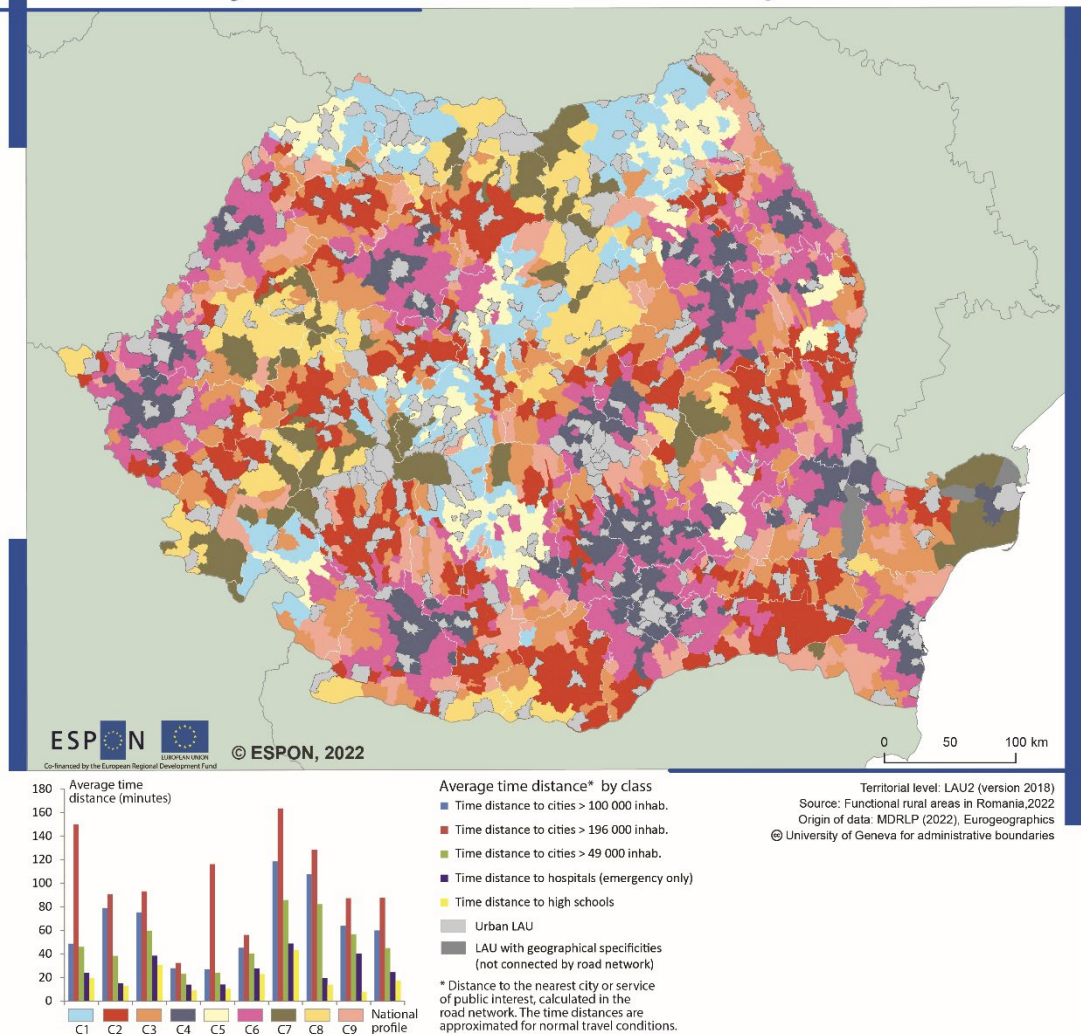 ESPON
EUROPEAN UNION
Co-financed by the European Regional Development Fund
© ESPON, 2022
0 50 100 km
Average time
distance (minutes)
180
160
140
120
100
80
60
40
20
0
C1 C2 C3 C4 C5 C6 C7 C8 C9 National
profile
Average time distance* by class
Time distance to cities > 100 000 inhab.
Time distance to cities > 196 000 inhab.
Time distance to cities > 49 000 inhab.
Time distance to hospitals (emergency only)
Time distance to high schools
Urban LAU
LAU with geographical specificities
(not connected by road network)
* Distance to the nearest city or service
of public interest, calculated in the
road network. The time distances are
approximated for normal travel conditions.
Territorial level: LAU2 (version 2018)
Source: Functional rural areas in Romania,2022
Origin of data: MDRLP (2022), Eurogeographics
© University of Geneva for administrative boundaries